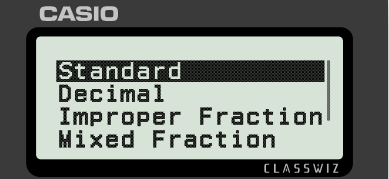 CASIO
Standard
Decimal
Improper Fraction
Mixed Fraction
CLASSWIZ